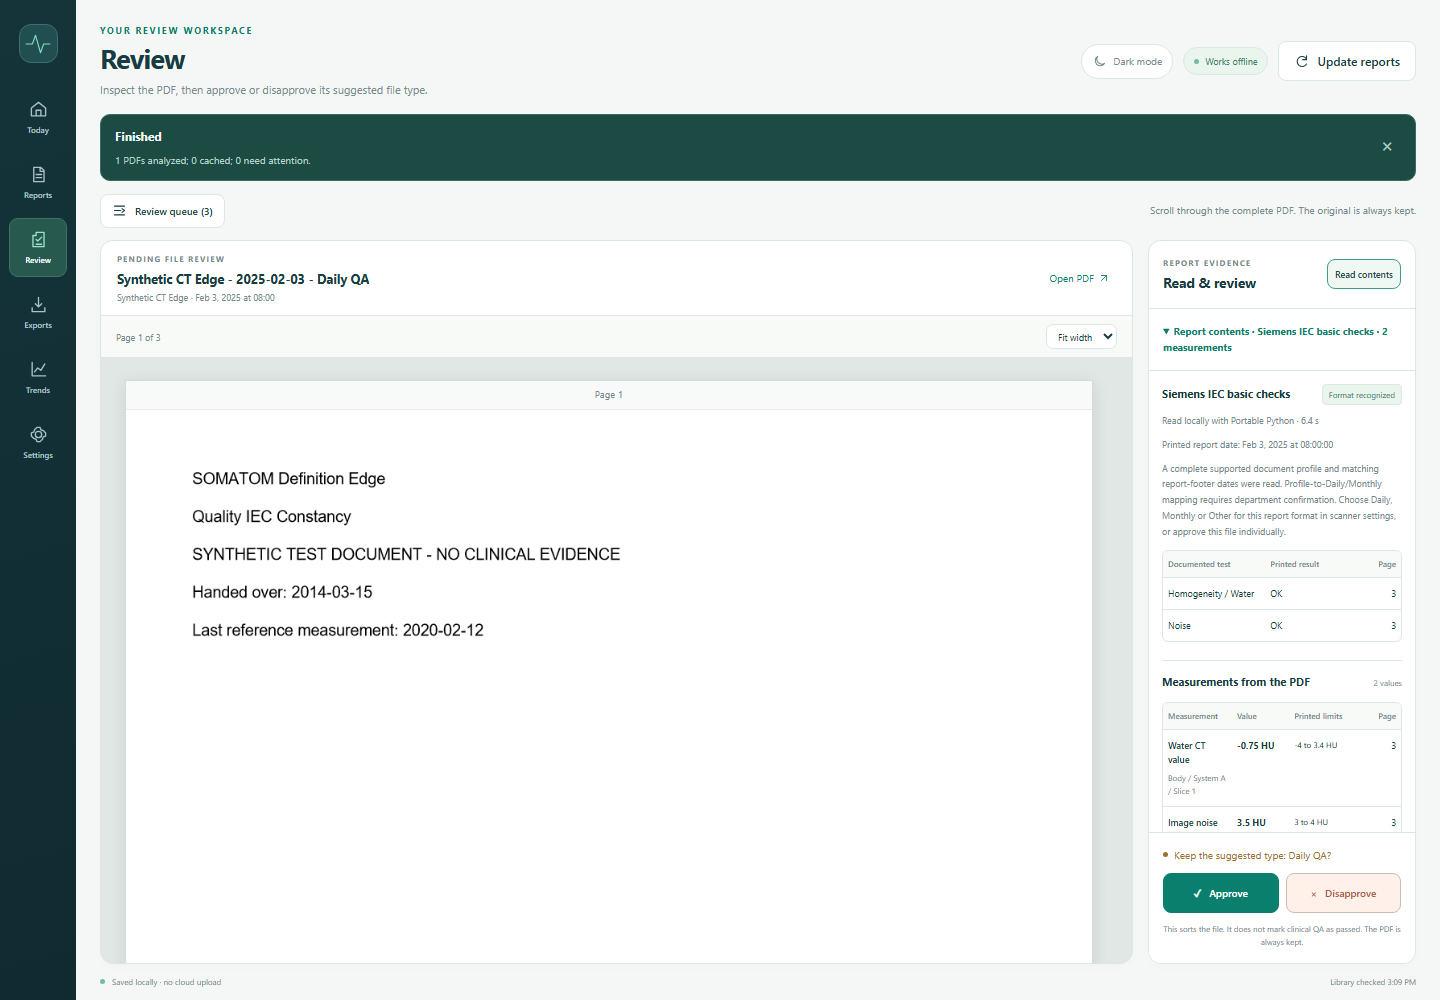 YOUR REVIEW WORKSPACE
Review
Inspect the PDF, then approve or disapprove its suggested file type.
Dark mode
Works offline
Update reports
Today
Reports
Review
Exports
Trends
Settings
Finished
1 PDFs analyzed; 0 cached; 0 need attention.
Review queue (3)
Scroll through the complete PDF. The original is always kept.
PENDING FILE REVIEW
Synthetic CT Edge - 2025-02-03 - Daily QA
Synthetic CT Edge · Feb 3, 2025 at 08:00
Open PDF
Page 1 of 3
Fit width
Page 1
SOMATOM Definition Edge
Quality IEC Constancy
SYNTHETIC TEST DOCUMENT - NO CLINICAL EVIDENCE
Handed over: 2014-03-15
Last reference measurement: 2020-02-12
REPORT EVIDENCE
Read & review
Read contents
Report contents · Siemens IEC basic checks · 2
measurements
Siemens IEC basic checks
Format recognized
Read locally with Portable Python · 6.4 s
Printed report date: Feb 3, 2025 at 08:00:00
A complete supported document profile and matching
report-footer dates were read. Profile-to-Daily/Monthly
mapping requires department confirmation. Choose Daily,
Monthly or Other for this report format in scanner settings,
or approve this file individually.
Documented test Printed result Page
Homogeneity / Water OK 3
Noise OK 3
Measurements from the PDF
2 values
Measurement Value Printed limits Page
Water CT -0.75 HU -4 to 3.4 HU 3
value
Body / System A
/ Slice 1
Image noise 3.5 HU 3 to 4 HU 3
Keep the suggested type: Daily QA?
Approve
Disapprove
This sorts the file. It does not mark clinical QA as passed. The PDF is
always kept.
Saved locally · no cloud upload
Library checked 3:09 PM